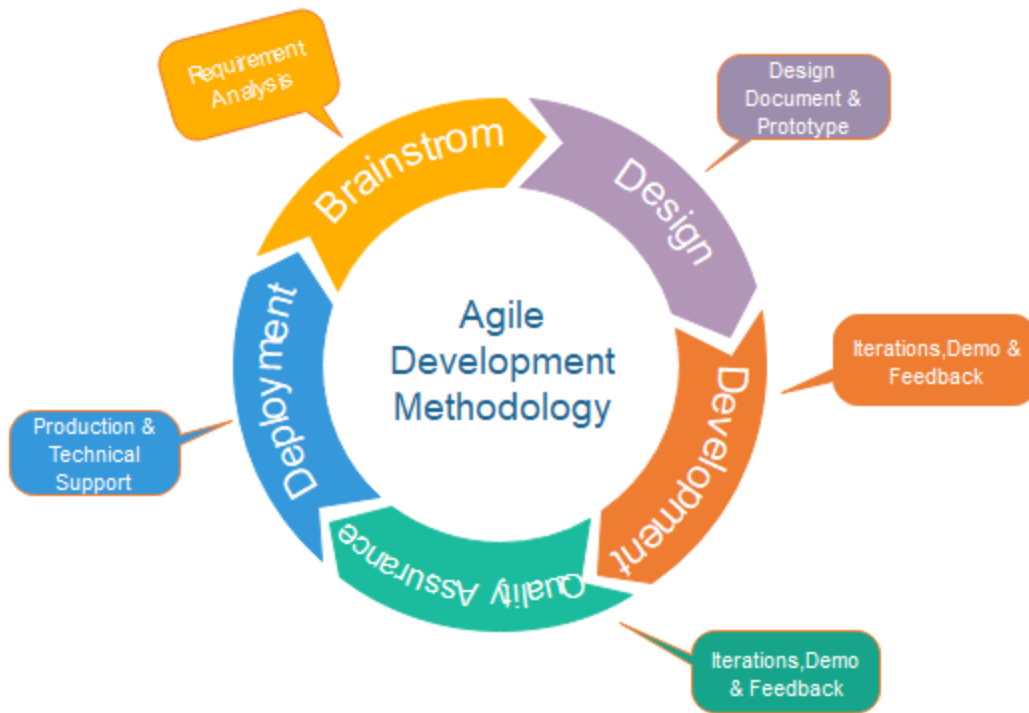 Requirement
Analysis
Brainstrom
Design
Document &
Prototype
Design
Iterations,Demo &
Feedback
Development
Iterations,Demo
& Feedback
Quality Assurance
Production &
Technical
Support
Deployment
Agile
Development
Methodology